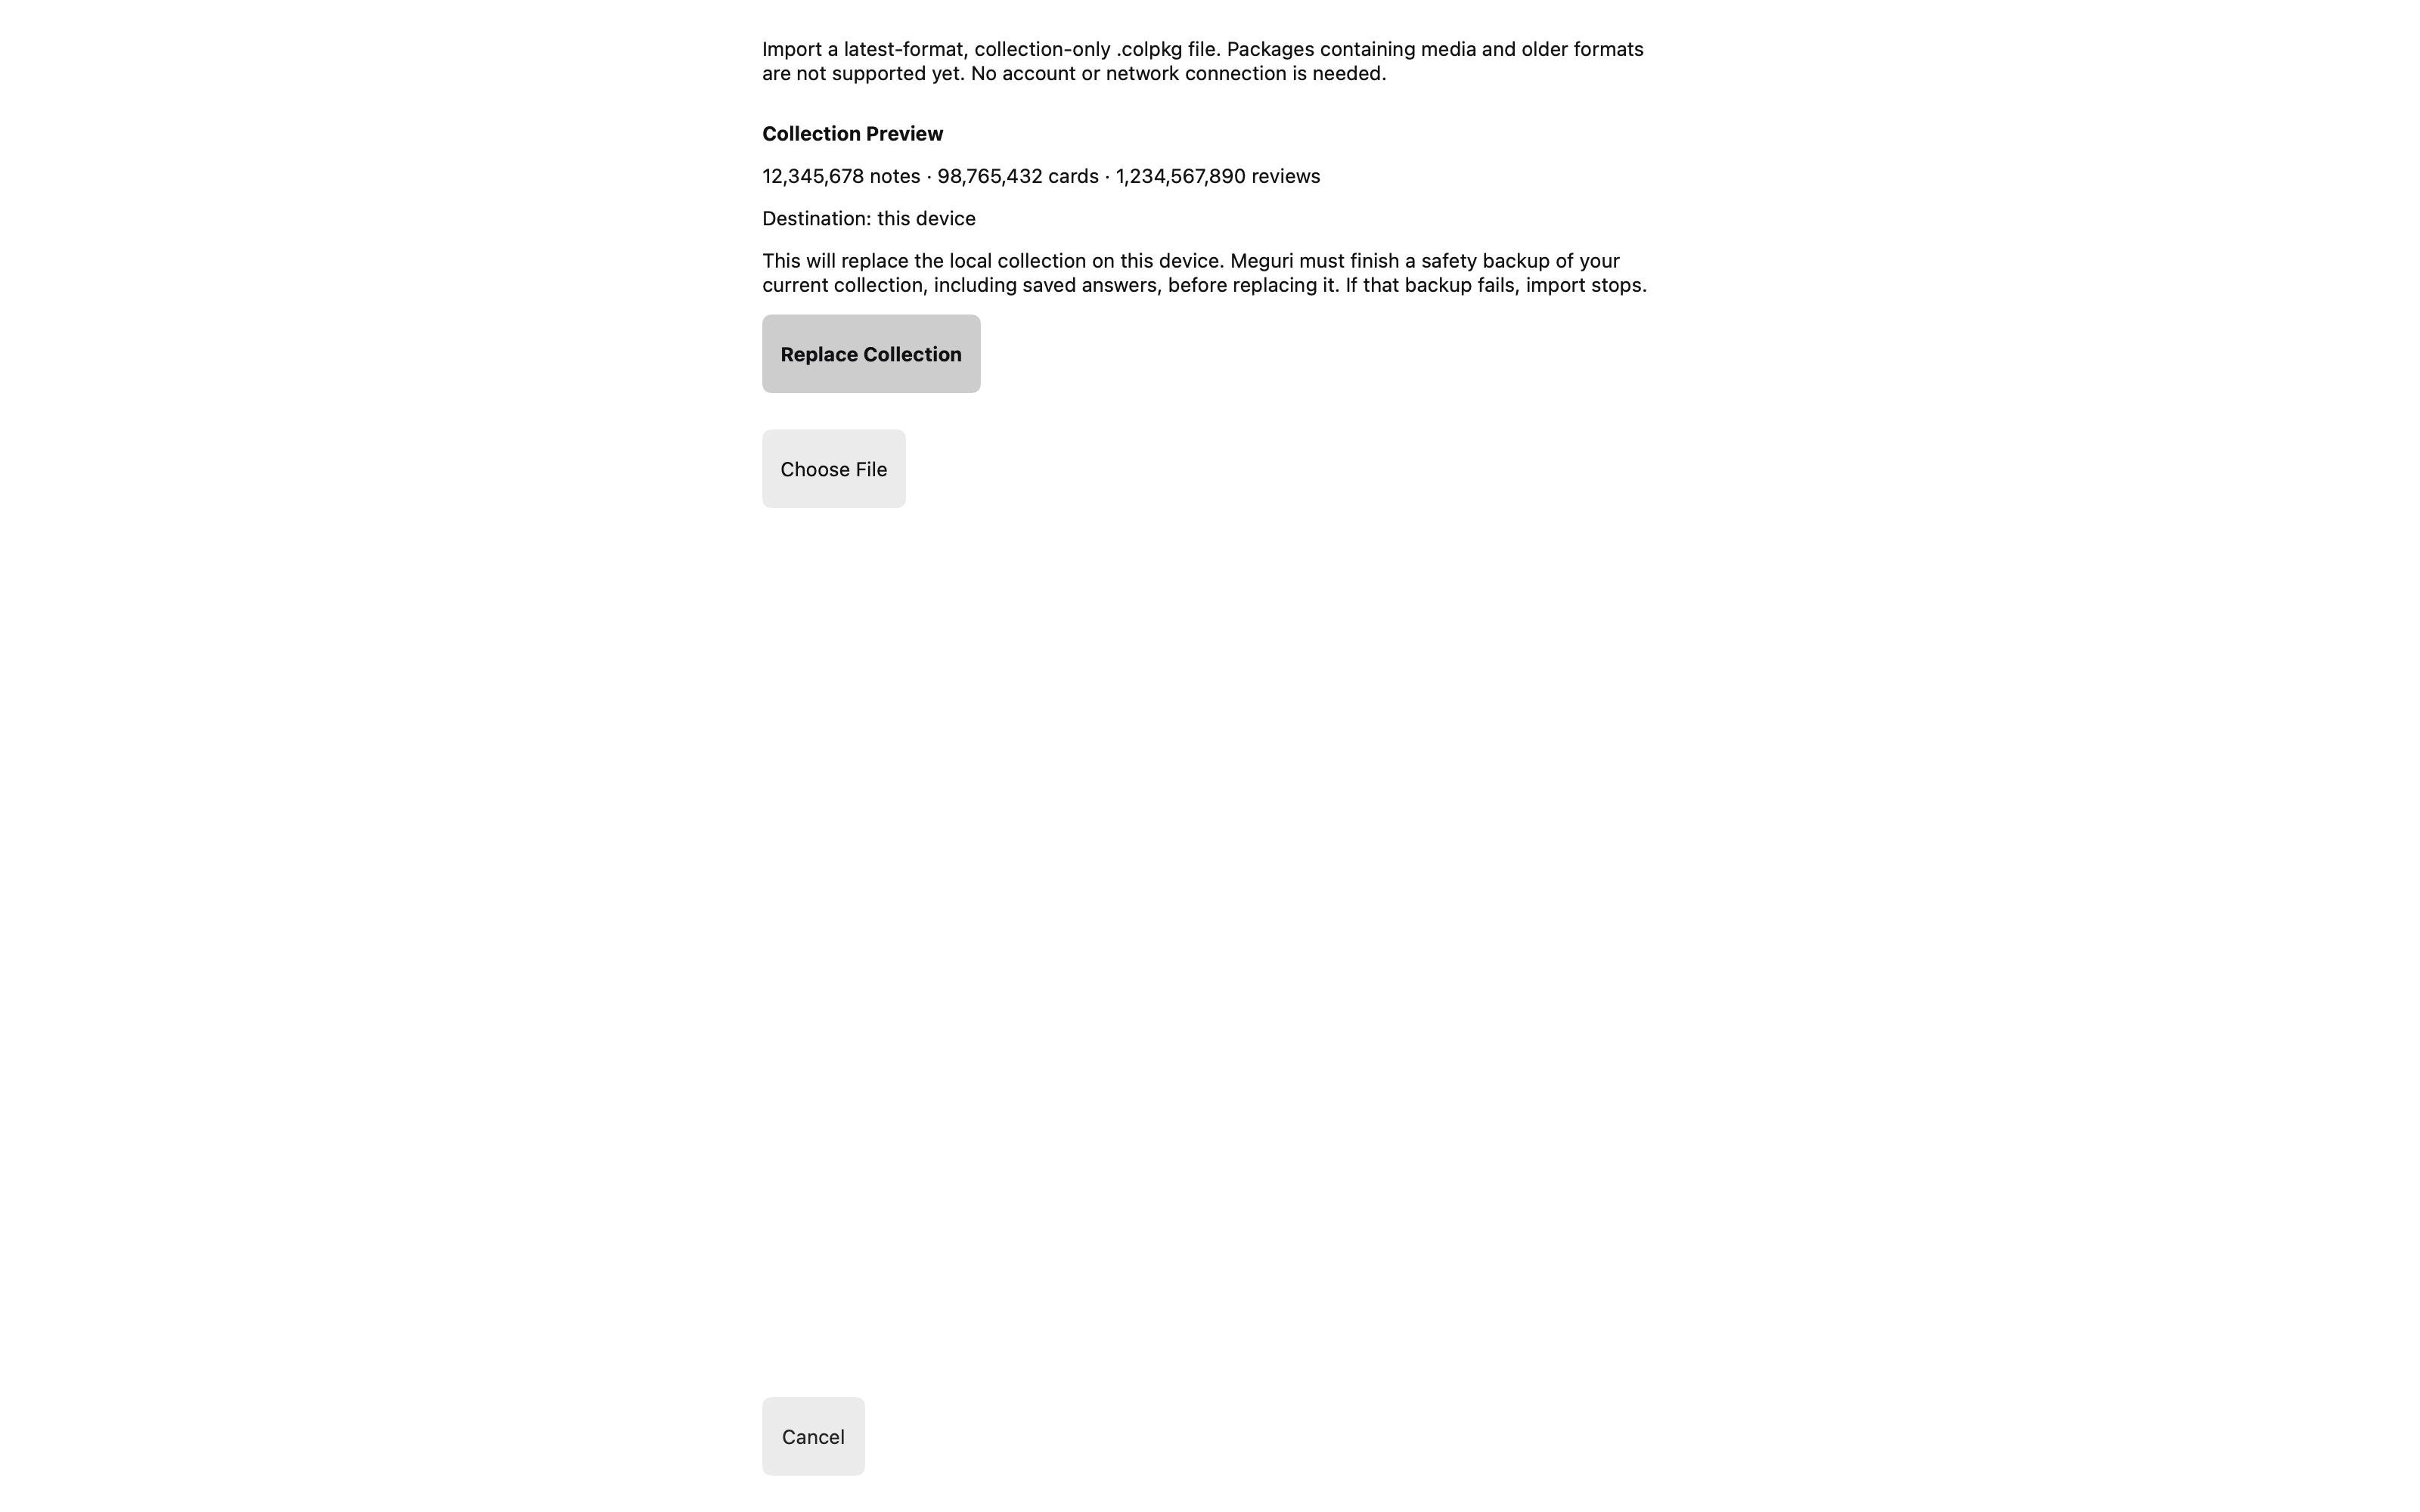 Import a latest-format, collection-only .colpkg file. Packages containing media and older formats
are not supported yet. No account or network connection is needed.
Collection Preview
12,345,678 notes · 98,765,432 cards · 1,234,567,890 reviews
Destination: this device
This will replace the local collection on this device. Meguri must finish a safety backup of your
current collection, including saved answers, before replacing it. If that backup fails, import stops.
Replace Collection
Choose File
Cancel